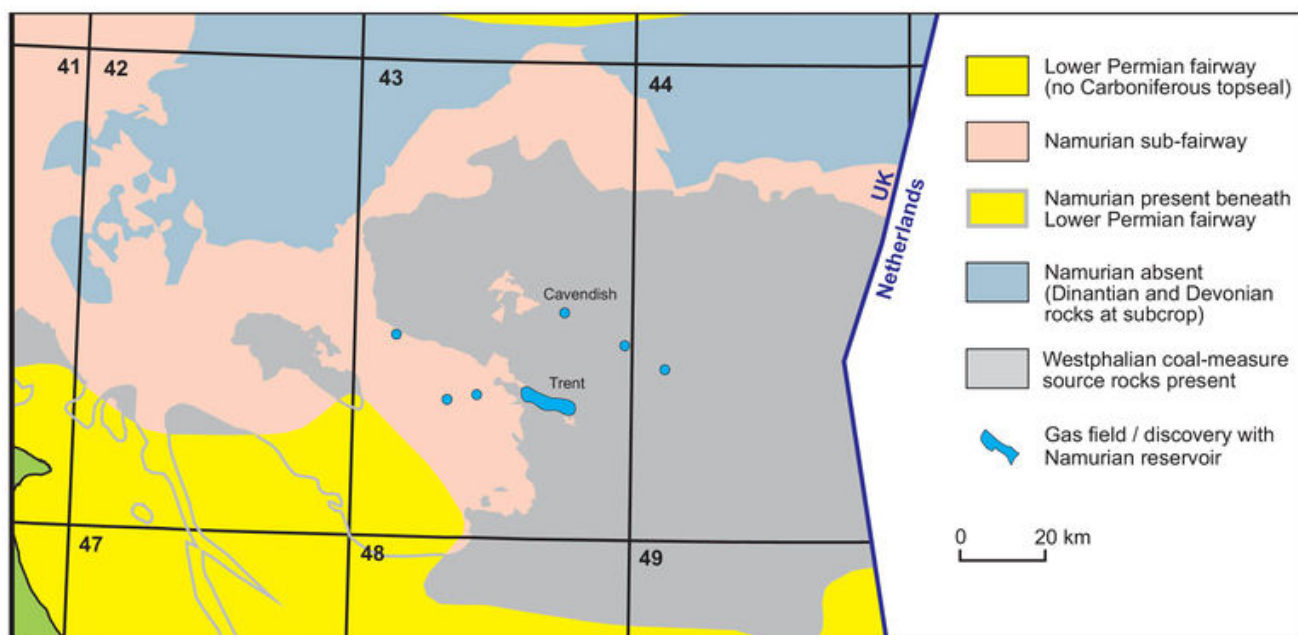 41
42
43
44
Cavendish
Trent
47
48
49
UK
Netherlands
Lower Permian fairway
(no Carboniferous topseal)
Namurian sub-fairway
Namurian present beneath
Lower Permian fairway
Namurian absent
(Dinantian and Devonian
rocks at subcrop)
Westphalian coal-measure
source rocks present
Gas field / discovery with
Namurian reservoir
0 20 km